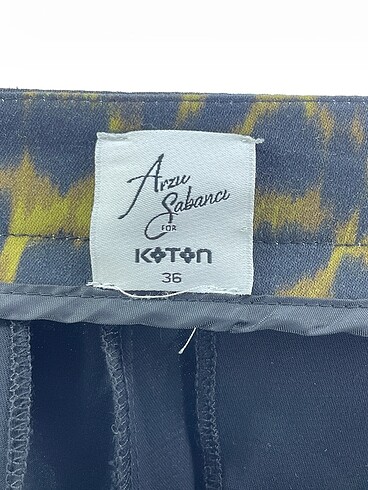 Arzu
Sabancı
FOR
KOTON
36